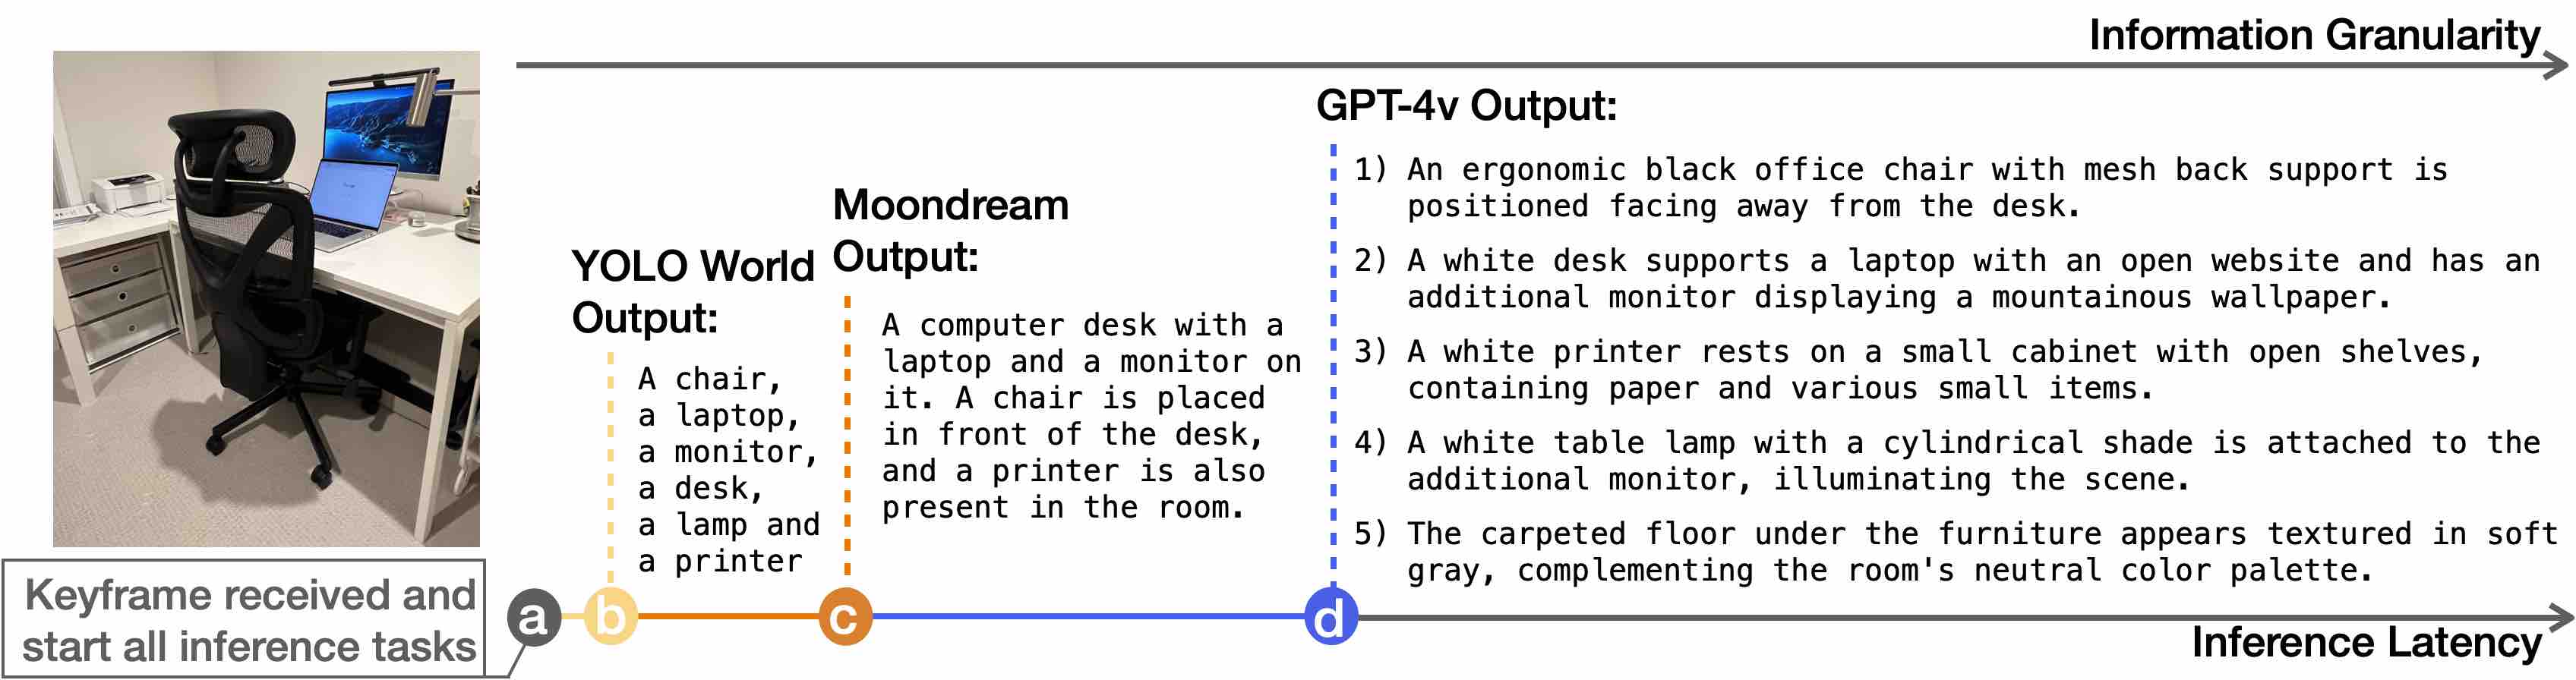 Information Granularity
GPT-4v Output:
1) An ergonomic black office chair with mesh back support is
positioned facing away from the desk.
2) A white desk supports a laptop with an open website and has an
additional monitor displaying a mountainous wallpaper.
3) A white printer rests on a small cabinet with open shelves,
containing paper and various small items.
4) A white table lamp with a cylindrical shade is attached to the
additional monitor, illuminating the scene.
5) The carpeted floor under the furniture appears textured in soft
gray, complementing the room's neutral color palette.
Moondream
Output:
A computer desk with a
laptop and a monitor on
it. A chair is placed
in front of the desk,
and a printer is also
present in the room.
YOLO World
Output:
A chair,
a laptop,
a monitor,
a desk,
a lamp and
a printer
Keyframe received and
start all inference tasks
a
b
c
d
Inference Latency